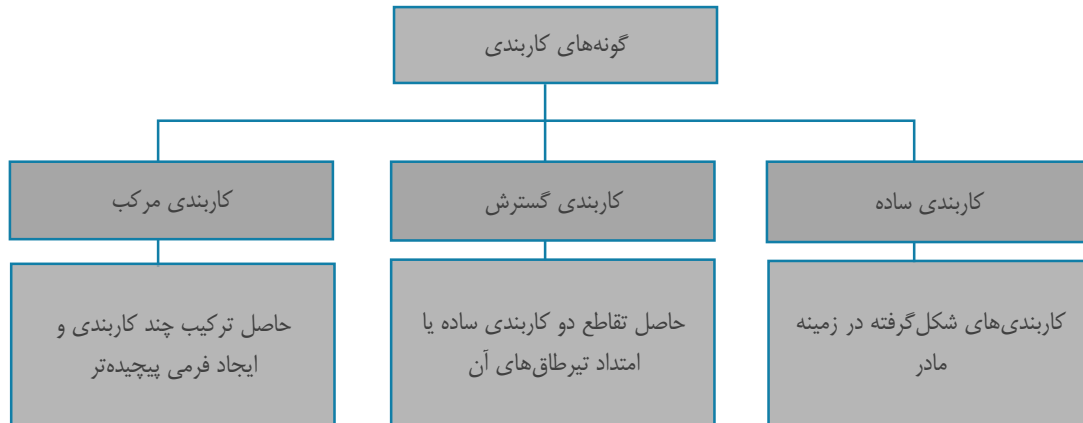 گونه‌های کاربندی
کاربندی ساده
کاربندی گسترش
کاربندی مرکب
کاربندی‌های شکل‌گرفته در زمینه
مادر
حاصل تقاطع دو کاربندی ساده یا
امتداد تیرطاق‌های آن
حاصل ترکیب چند کاربندی و
ایجاد فرمی پیچیده‌تر